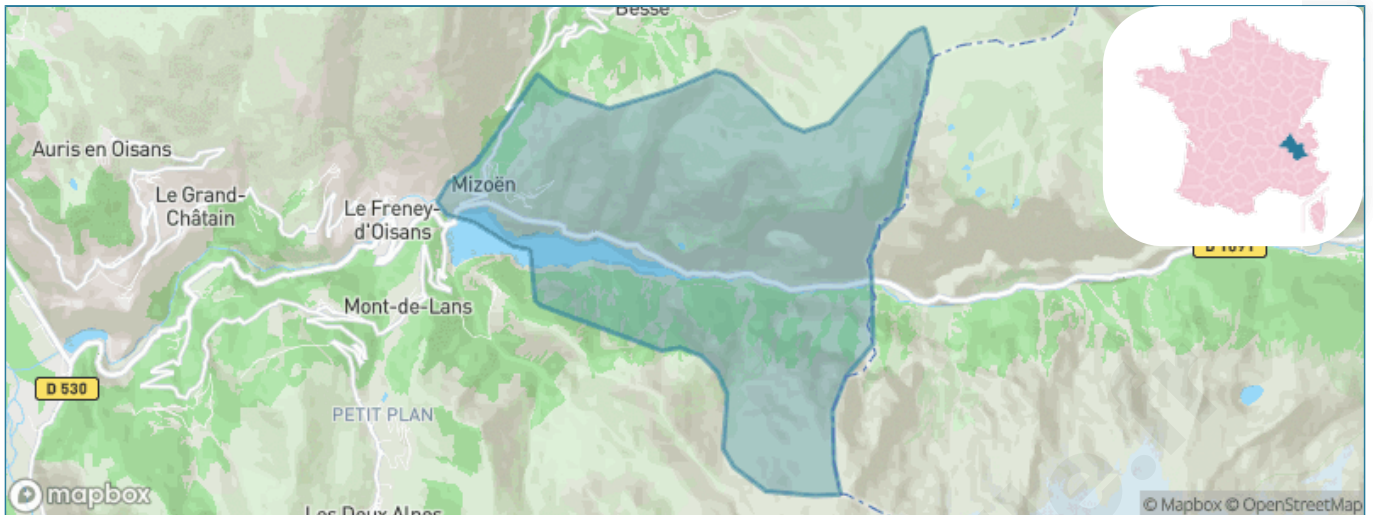 Besse
Auris en Oisans
Le Grand-
Châtain
Mizoën
Le Freney-
d'Oisans
D 1091
Mont-de-Lans
D 530
PETIT PLAN
Les Deux Alpes
mapbox
© Mapbox © OpenStreetMap